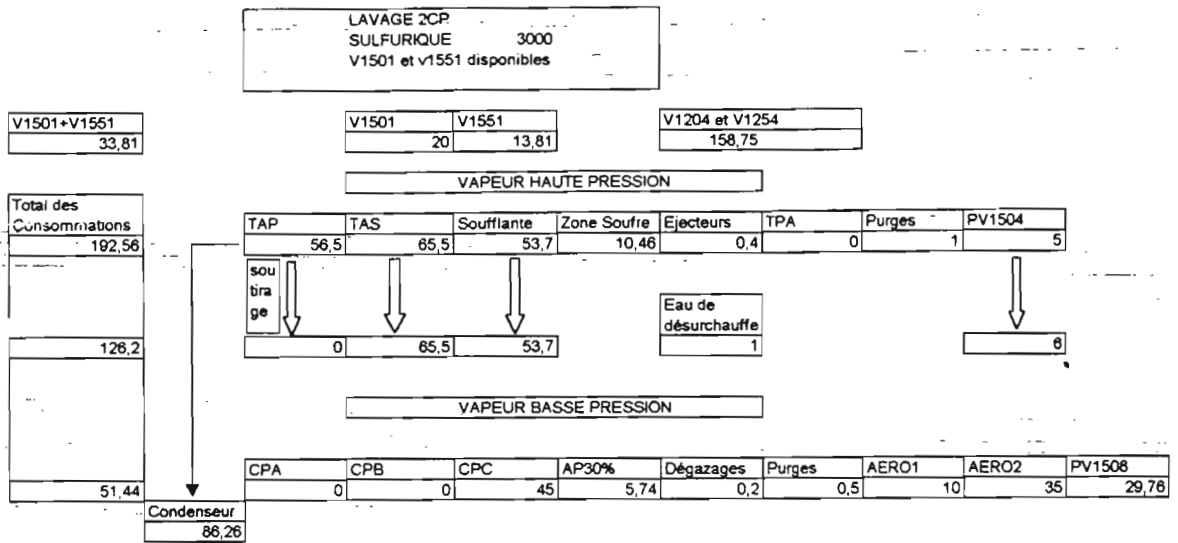 LAVAGE 2CP
SULFURIQUE 3000
V1501 et v1551 disponibles
V1501+V1551
33,81
V1501 V1551
20 13,81
V1204 et V1254
158,75
VAPEUR HAUTE PRESSION
Total des
Consommations
192,56
TAP TAS Soufflante Zone Soufre Ejecteurs TPA Purges PV1504
56,5 65,5 53,7 10,46 0,4 0 1 5
sou
tira
ge
Eau de
désurchauffe
1
126,2
0 65,5 53,7 6
VAPEUR BASSE PRESSION
CPA CPB CPC AP30% Dégazages Purges AERO1 AERO2 PV1508
51,44 0 0 45 5,74 0,2 0,5 10 35 29,76
Condenseur
86,26